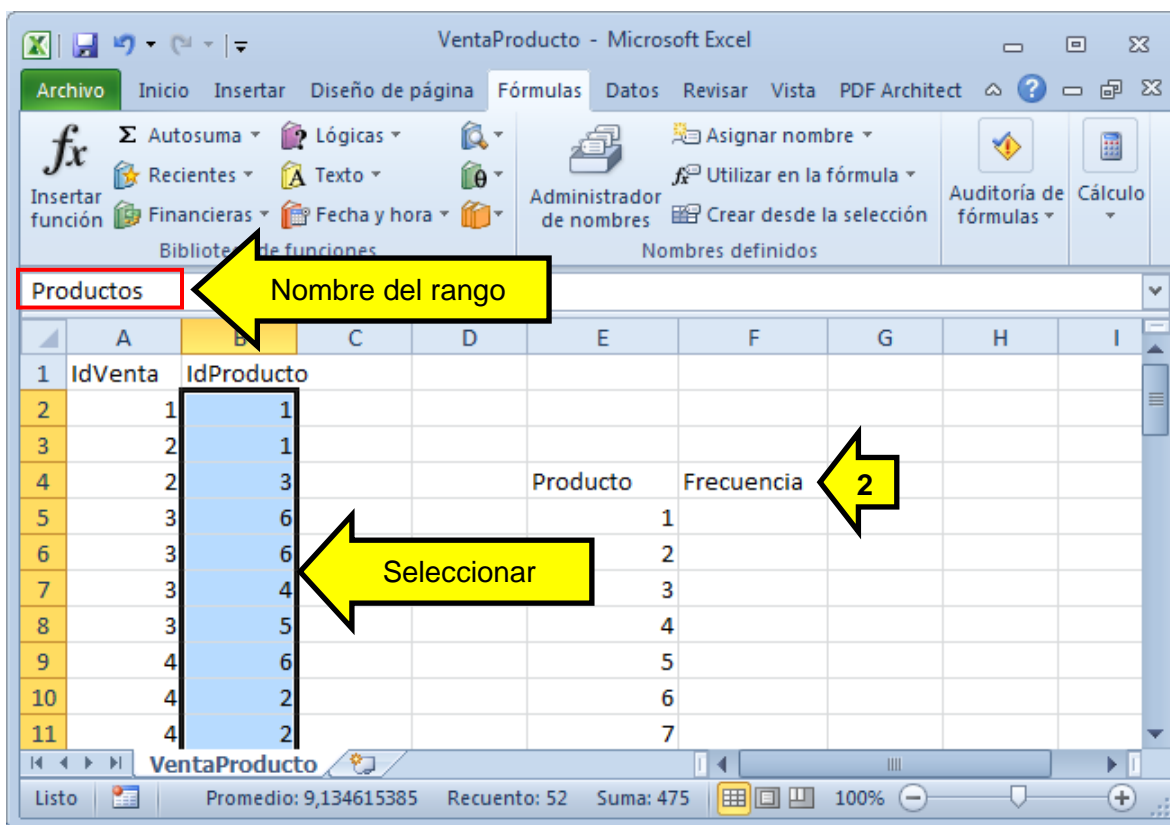 VentaProducto - Microsoft Excel
Archivo Inicio Insertar Diseño de página Fórmulas Datos Revisar Vista PDF Architect
Insertar función
Σ Autosuma
Recientes
Financieras
Lógicas
Texto
Fecha y hora
Administrador de nombres
Asignar nombre
Utilizar en la fórmula
Crear desde la selección
Auditoría de fórmulas
Cálculo
de funciones
Nombres definidos
Productos
Nombre del rango
A B C D E F G H I
1 IdVenta IdProducto
2 1 1
3 2 1
4 2 3 Producto Frecuencia 2
5 3 6 1
6 3 6 2
Seleccionar
7 3 4 3
8 3 5 4
9 4 6 5
10 4 2 6
11 4 2 7
VentaProducto
Listo Promedio: 9,134615385 Recuento: 52 Suma: 475 100%